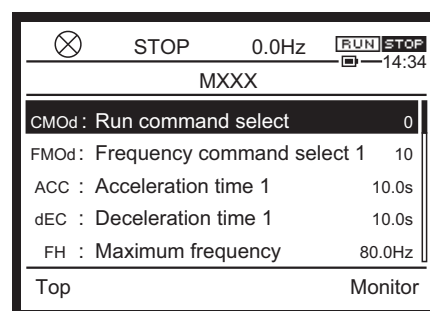 STOP 0.0Hz RUN STOP
14:34
MXXX
CMOd : Run command select 0
FMOd : Frequency command select 1 10
ACC : Acceleration time 1 10.0s
dEC : Deceleration time 1 10.0s
FH : Maximum frequency 80.0Hz
Top Monitor